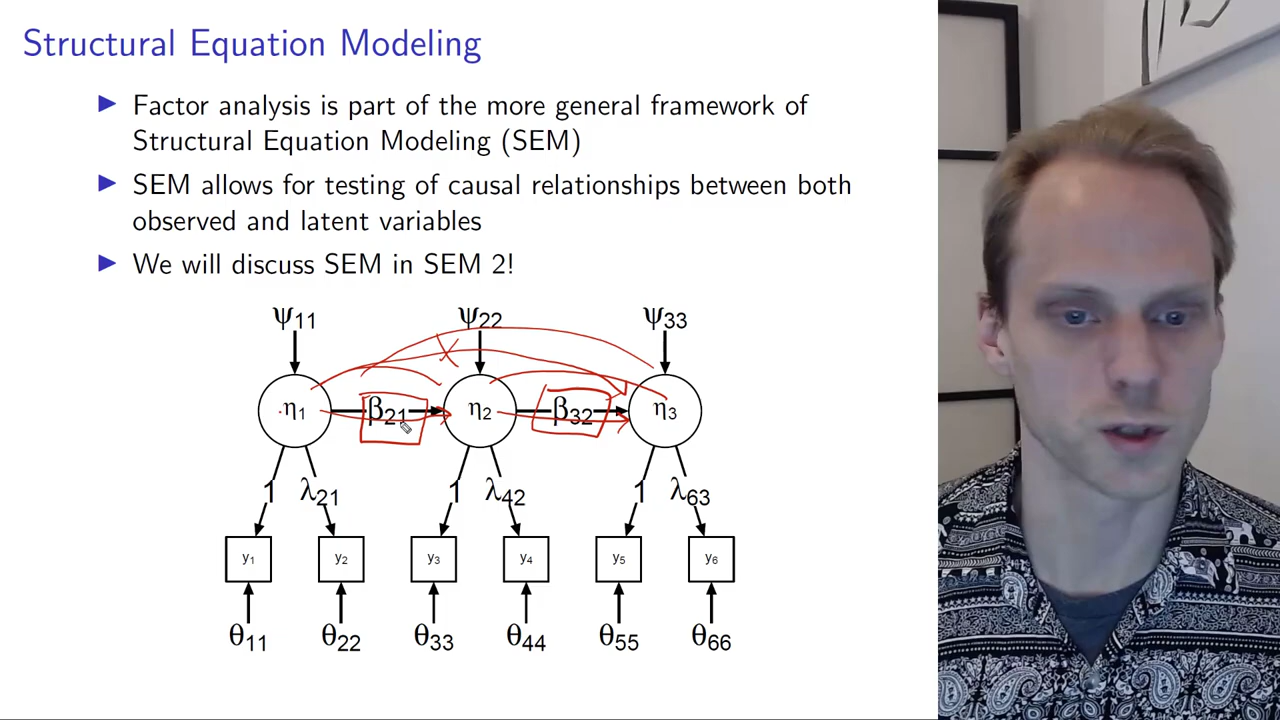 Structural Equation Modeling
Factor analysis is part of the more general framework of
Structural Equation Modeling (SEM)
SEM allows for testing of causal relationships between both
observed and latent variables
We will discuss SEM in SEM 2!
ψ11 ψ22 ψ33
η1 β21 η2 β32 η3
1 λ21 1 λ42 1 λ63
y1 y2 y3 y4 y5 y6
θ11 θ22 θ33 θ44 θ55 θ66